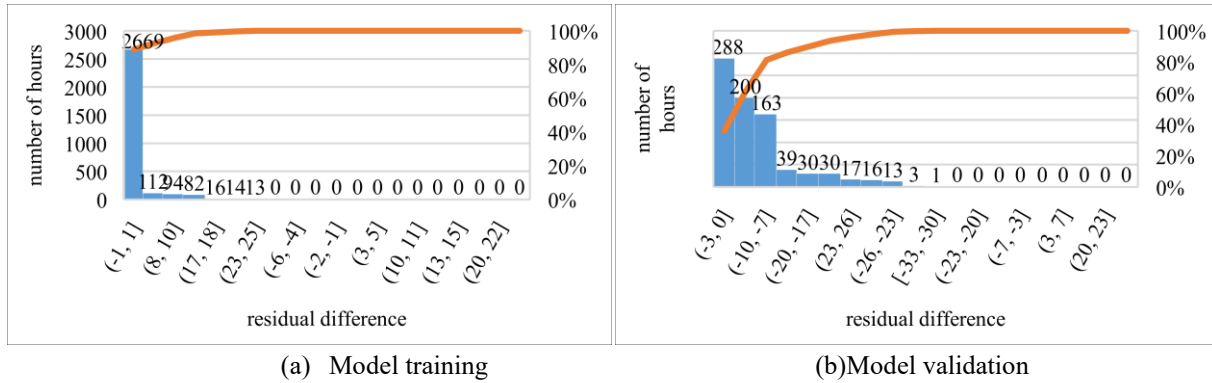 3000
2500
2000
1500
1000
500
0
number of hours
2669
112 94 82 16 14 13 0 0 0 0 0 0 0 0 0 0 0 0 0
100%
80%
60%
40%
20%
0%
(-1, 1] (8, 10] (17, 18] (23, 25] (-6, -4] (-2, -1] (3, 5] (10, 11] (13, 15] (20, 22]
residual difference
(a) Model training
number of
hours
288
200
163
39 30 30 17 16 13 3 1 0 0 0 0 0 0 0 0 0
100%
80%
60%
40%
20%
0%
(-3, 0] (-10, -7] (-20, -17] (23, 26] (-26, -23] [-33, -30] (-23, -20] (-7, -3] (3, 7] (20, 23]
residual difference
(b)Model validation